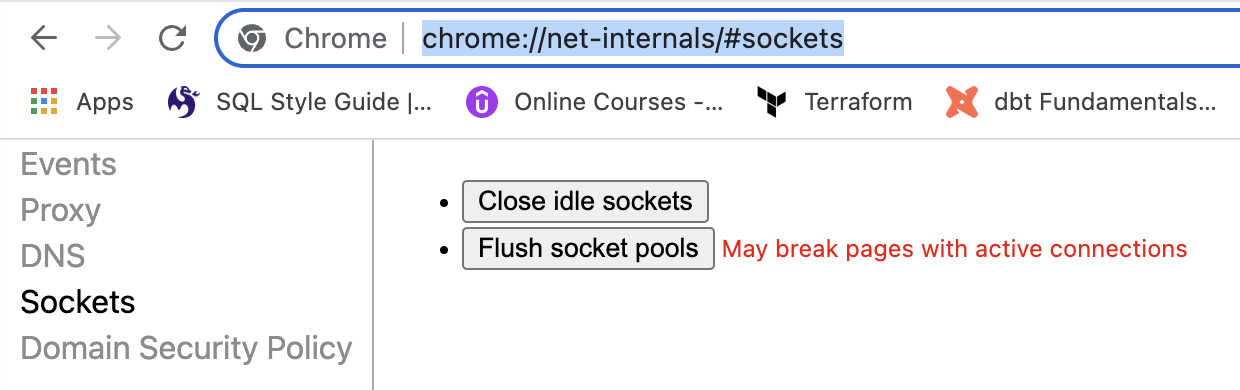 Chrome | chrome://net-internals/#sockets
Apps SQL Style Guide |... Online Courses -... Terraform dbt Fundamentals...
Events
Proxy
DNS
Sockets
Domain Security Policy
• Close idle sockets
• Flush socket pools May break pages with active connections